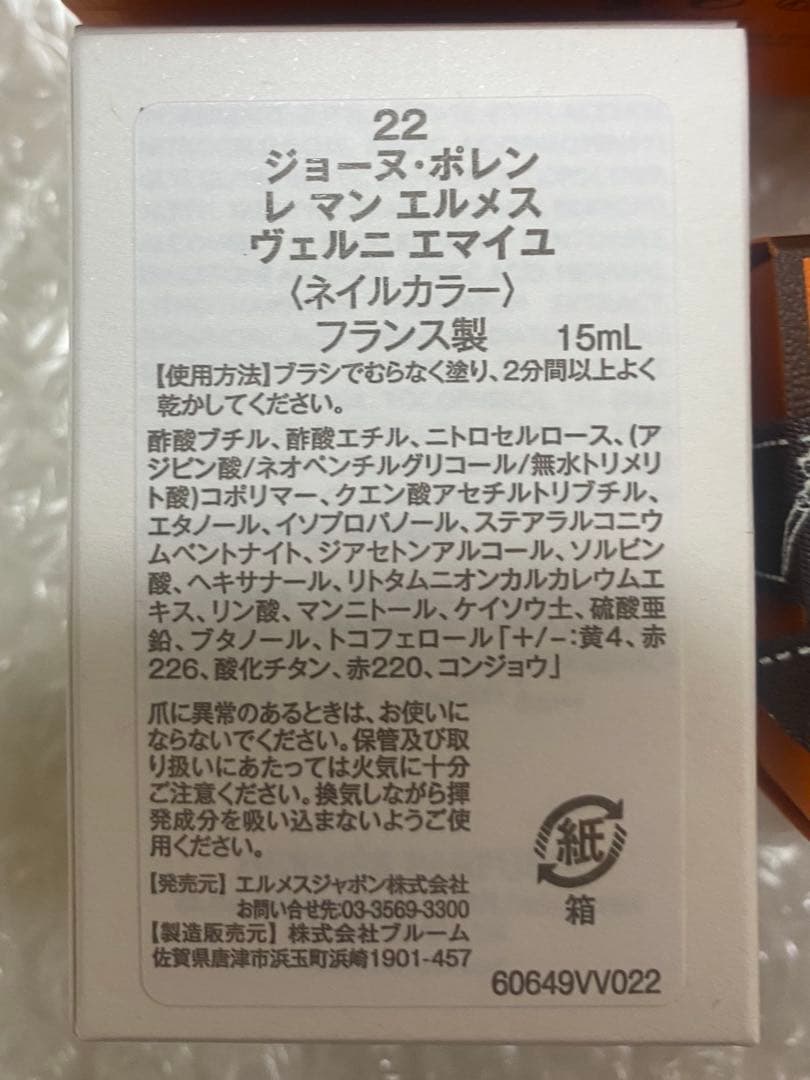 22
ジョーヌ・ポレン
レ マン エルメス
ヴェルニ エマイユ
〈ネイルカラー〉
フランス製 15mL
【使用方法】ブラシでむらなく塗り、2分間以上よく
乾かしてください。
酢酸ブチル、酢酸エチル、ニトロセルロース、(ア
ジピン酸/ネオペンチルグリコール/無水トリメリ
ト酸)コポリマー、クエン酸アセチルトリブチル、
エタノール、イソプロパノール、ステアラルコニウ
ムベントナイト、ジアセトンアルコール、ソルビン
酸、ヘキサナール、リトタムニオンカルカレウムエ
キス、リン酸、マンニトール、ケイソウ土、硫酸亜
鉛、ブタノール、トコフェロール「+/−:黄4、赤
226、酸化チタン、赤220、コンジョウ」
爪に異常のあるときは、お使いに
ならないでください。保管及び取
り扱いにあたっては火気に十分
ご注意ください。換気しながら揮
発成分を吸い込まないようご使
用ください。
【発売元】エルメスジャポン株式会社
お問い合せ先:03-3569-3300
【製造販売元】株式会社ブルーム
佐賀県唐津市浜玉町浜崎1901-457
紙
箱
60649VV022